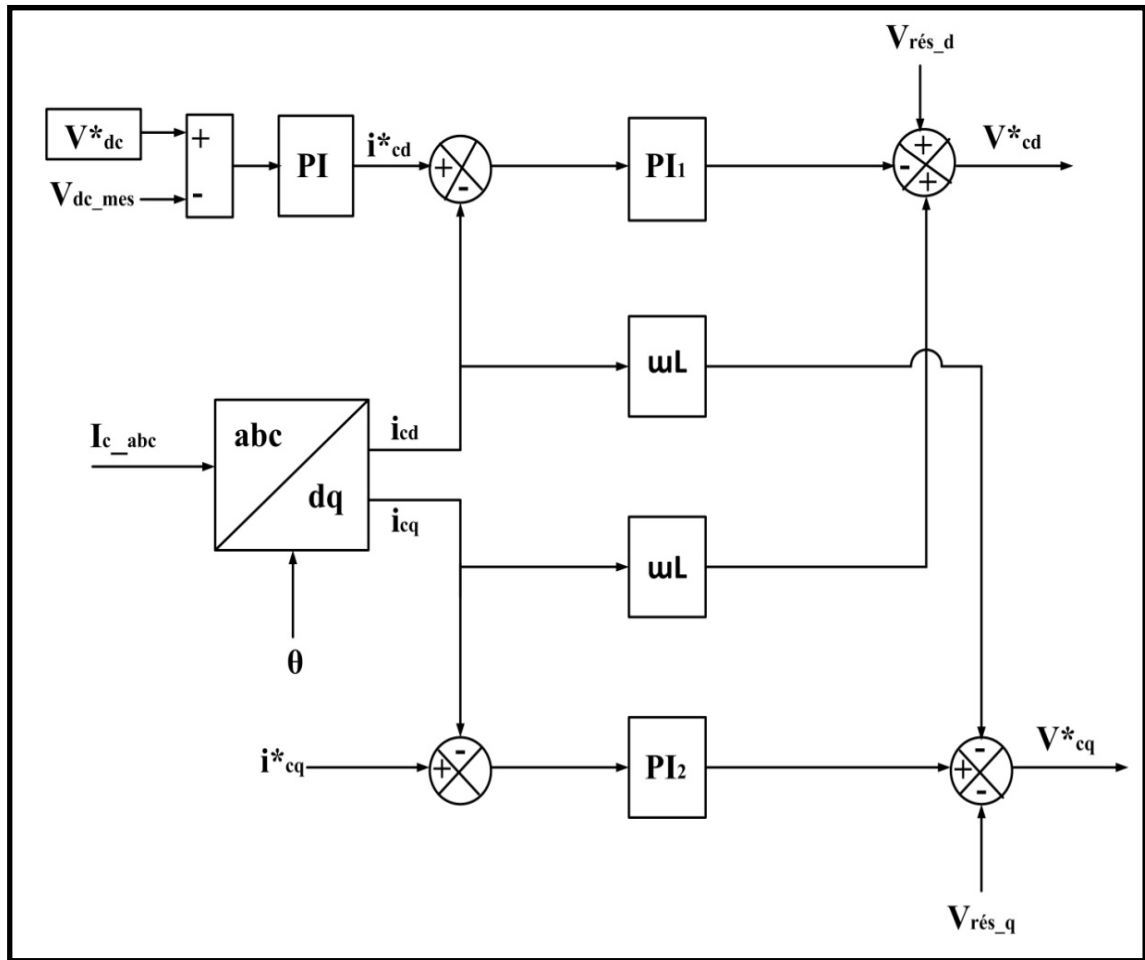 Vrés_d
V*dc
+
-
Vdc_mes
PI
i*cd
+
-
PI1
+
-
+
V*cd
ωL
Ic_abc
abc
dq
icd
icq
θ
ωL
i*cq
-
+
PI2
-
+
-
V*cq
Vrés_q